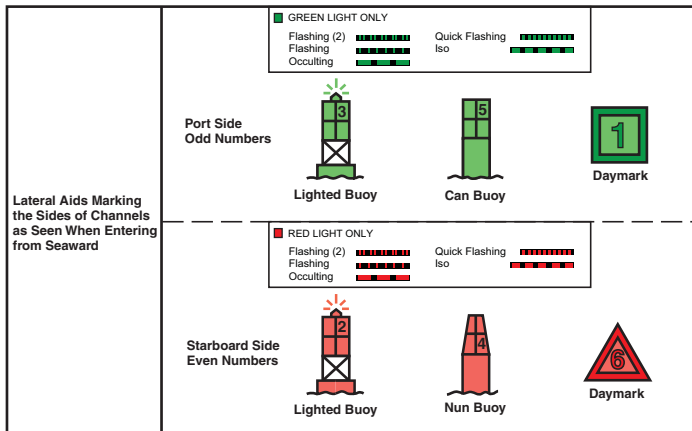 Lateral Aids Marking
the Sides of Channels
as Seen When Entering
from Seaward
GREEN LIGHT ONLY
Flashing (2)
Quick Flashing
Flashing
Iso
Occulting
Port Side
Odd Numbers
3
5
1
Lighted Buoy
Can Buoy
Daymark
RED LIGHT ONLY
Flashing (2)
Quick Flashing
Flashing
Iso
Occulting
Starboard Side
Even Numbers
2
4
6
Lighted Buoy
Nun Buoy
Daymark